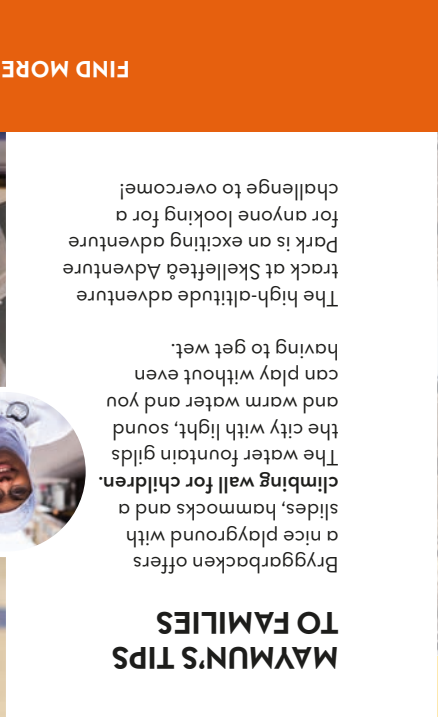 MAYMUN'S TIPS
TO FAMILIES
Bryggarbacken offers
a nice playground with
slides, hammocks and a
climbing wall for children.
The water fountain gilds
the city with light, sound
and warm water and you
can play without even
having to get wet.
The high-altitude adventure
track at Skellefteå Adventure
Park is an exciting adventure
for anyone looking for a
challenge to overcome!
FIND MORE